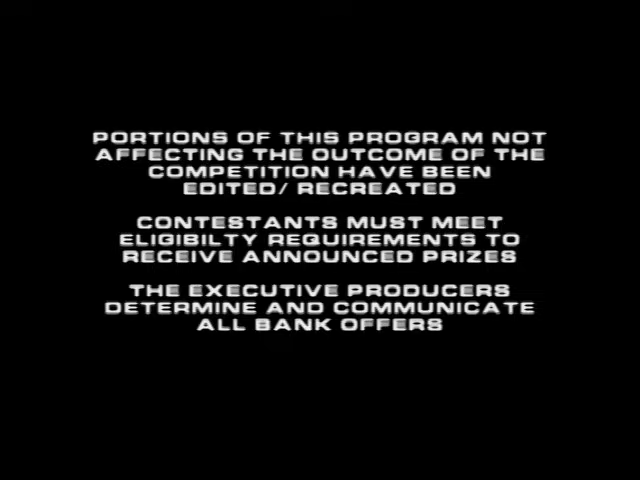 PORTIONS OF THIS PROGRAM NOT
AFFECTING THE OUTCOME OF THE
COMPETITION HAVE BEEN
EDITED/ RECREATED
CONTESTANTS MUST MEET
ELIGIBILTY REQUIREMENTS TO
RECEIVE ANNOUNCED PRIZES
THE EXECUTIVE PRODUCERS
DETERMINE AND COMMUNICATE
ALL BANK OFFERS